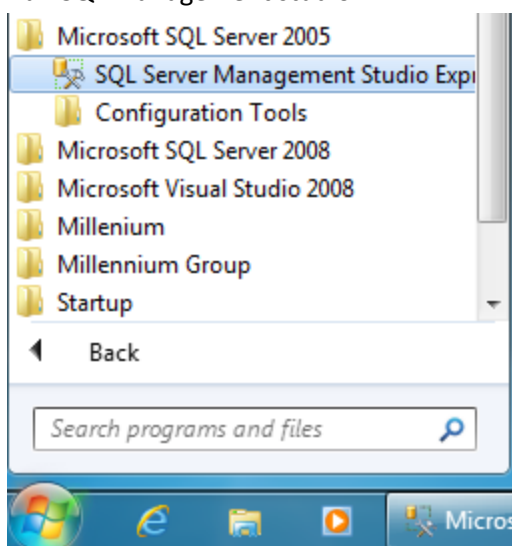 Microsoft SQL Server 2005
SQL Server Management Studio Expr
Configuration Tools
Microsoft SQL Server 2008
Microsoft Visual Studio 2008
Millenium
Millennium Group
Startup
Back
Search programs and files
Micros